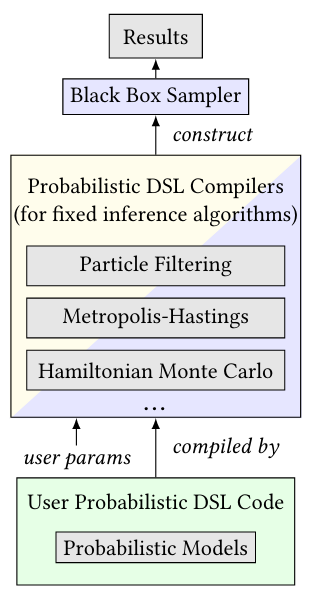 Results
Black Box Sampler
construct
Probabilistic DSL Compilers
(for fixed inference algorithms)
Particle Filtering
Metropolis-Hastings
Hamiltonian Monte Carlo
...
user params
compiled by
User Probabilistic DSL Code
Probabilistic Models